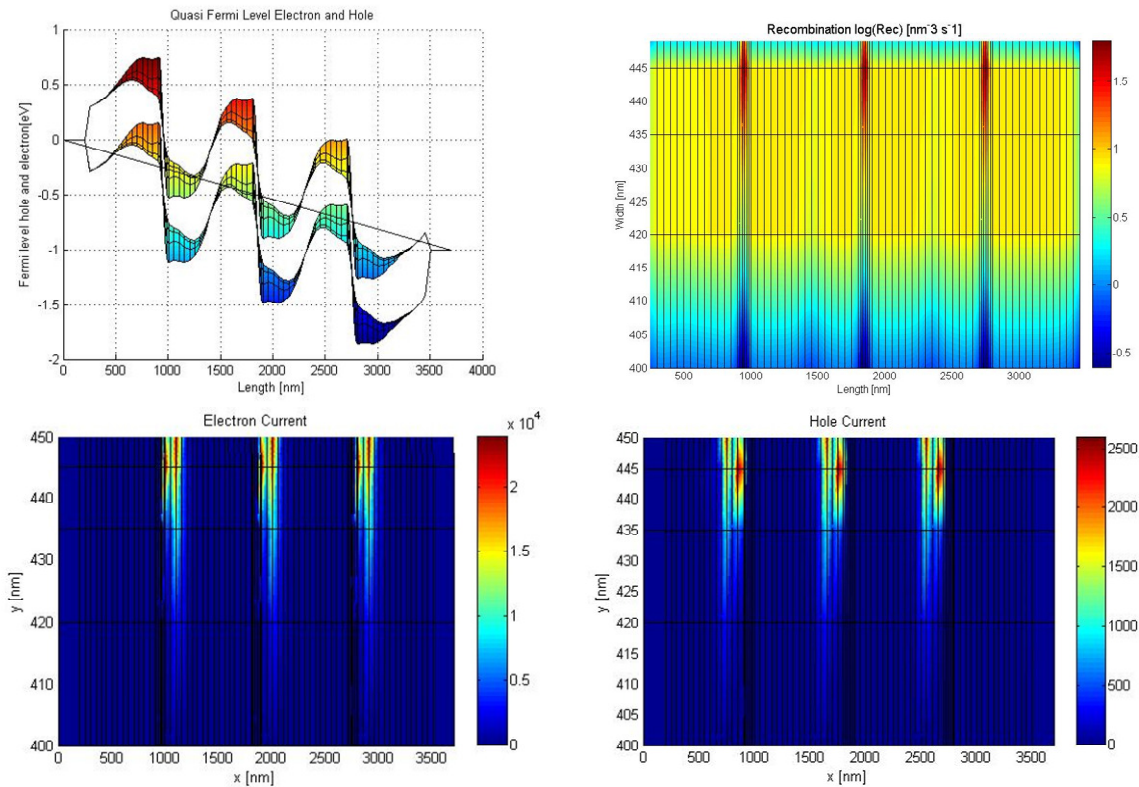 Quasi Fermi Level Electron and Hole
Fermi level hole and electron[eV]
1
0.5
0
-0.5
-1
-1.5
-2
0 500 1000 1500 2000 2500 3000 3500 4000
Length [nm]
Recombination log(Rec) [nm-3 s-1]
Width [nm]
445
440
435
430
425
420
415
410
405
400
500 1000 1500 2000 2500 3000
Length [nm]
1.5
1
0.5
0
-0.5
Electron Current
y [nm]
450
440
430
420
410
400
0 500 1000 1500 2000 2500 3000 3500
x [nm]
x 10^4
2
1.5
1
0.5
0
Hole Current
y [nm]
450
445
440
435
430
425
420
415
410
405
400
0 500 1000 1500 2000 2500 3000 3500
x [nm]
2500
2000
1500
1000
500
0